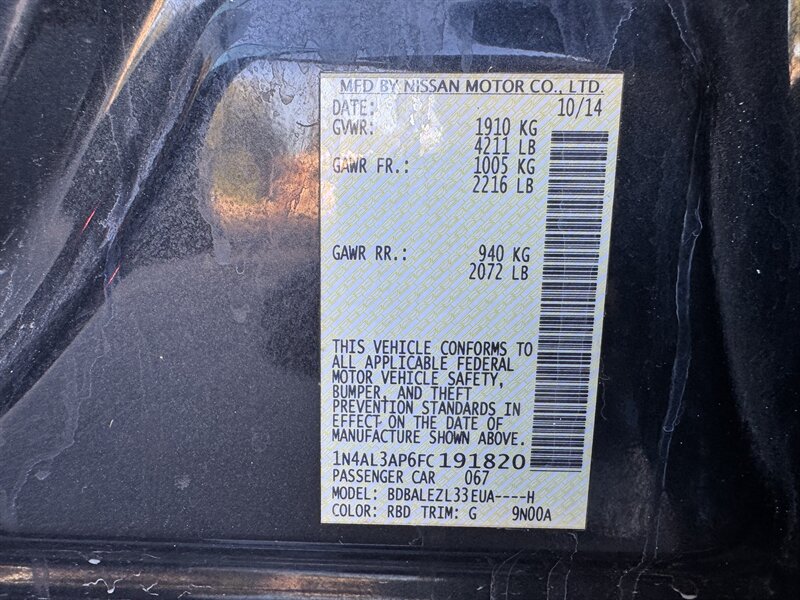 MFD BY NISSAN MOTOR CO., LTD.
DATE: 10/14
GVWR: 1910 KG
4211 LB
GAWR FR.: 1005 KG
2216 LB
GAWR RR.: 940 KG
2072 LB
THIS VEHICLE CONFORMS TO
ALL APPLICABLE FEDERAL
MOTOR VEHICLE SAFETY,
BUMPER, AND THEFT
PREVENTION STANDARDS IN
EFFECT ON THE DATE OF
MANUFACTURE SHOWN ABOVE.
1N4AL3AP6FC191820
PASSENGER CAR 067
MODEL: BDBALEZL33EUA----H
COLOR: RBD TRIM: G 9N00A